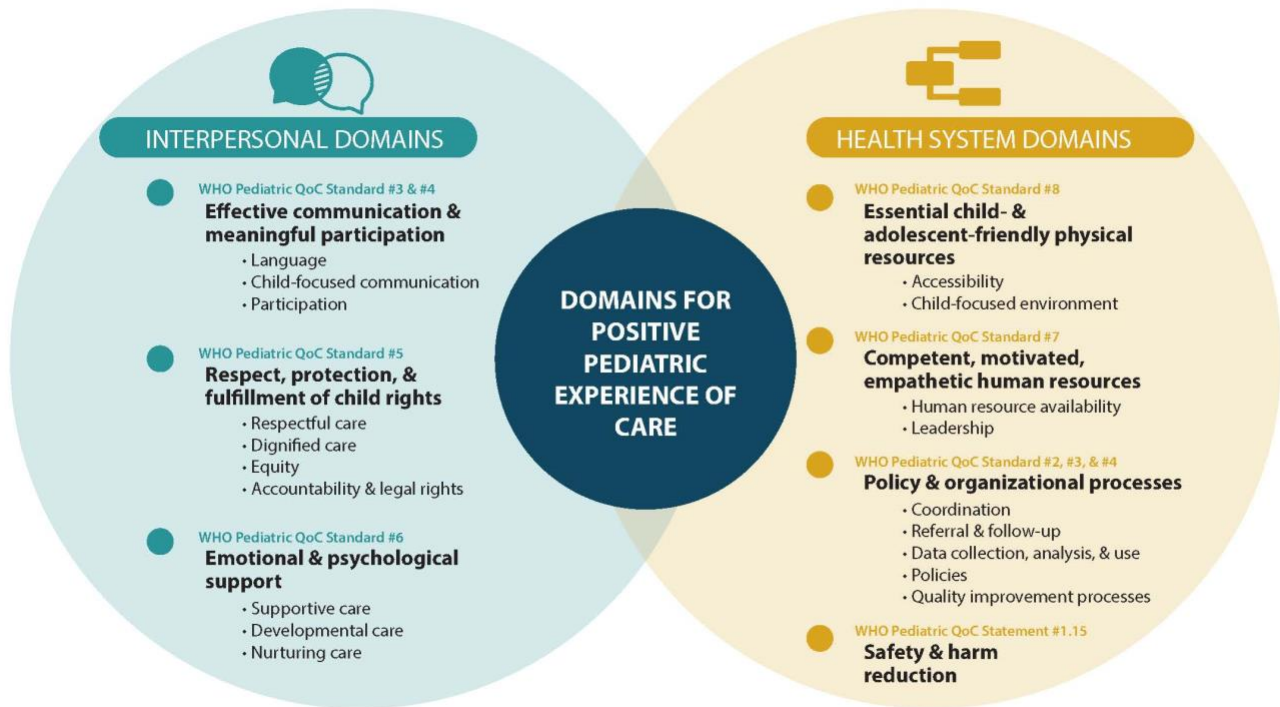 INTERPERSONAL DOMAINS
WHO Pediatric QoC Standard #3 & #4
Effective communication &
meaningful participation
• Language
• Child-focused communication
• Participation
WHO Pediatric QoC Standard #5
Respect, protection, &
fulfillment of child rights
• Respectful care
• Dignified care
• Equity
• Accountability & legal rights
WHO Pediatric QoC Standard #6
Emotional & psychological
support
• Supportive care
• Developmental care
• Nurturing care
DOMAINS FOR
POSITIVE
PEDIATRIC
EXPERIENCE OF
CARE
HEALTH SYSTEM DOMAINS
WHO Pediatric QoC Standard #8
Essential child- &
adolescent-friendly physical
resources
• Accessibility
• Child-focused environment
WHO Pediatric QoC Standard #7
Competent, motivated,
empathetic human resources
• Human resource availability
• Leadership
WHO Pediatric QoC Standard #2, #3, & #4
Policy & organizational processes
• Coordination
• Referral & follow-up
• Data collection, analysis, & use
• Policies
• Quality improvement processes
WHO Pediatric QoC Statement #1.15
Safety & harm
reduction